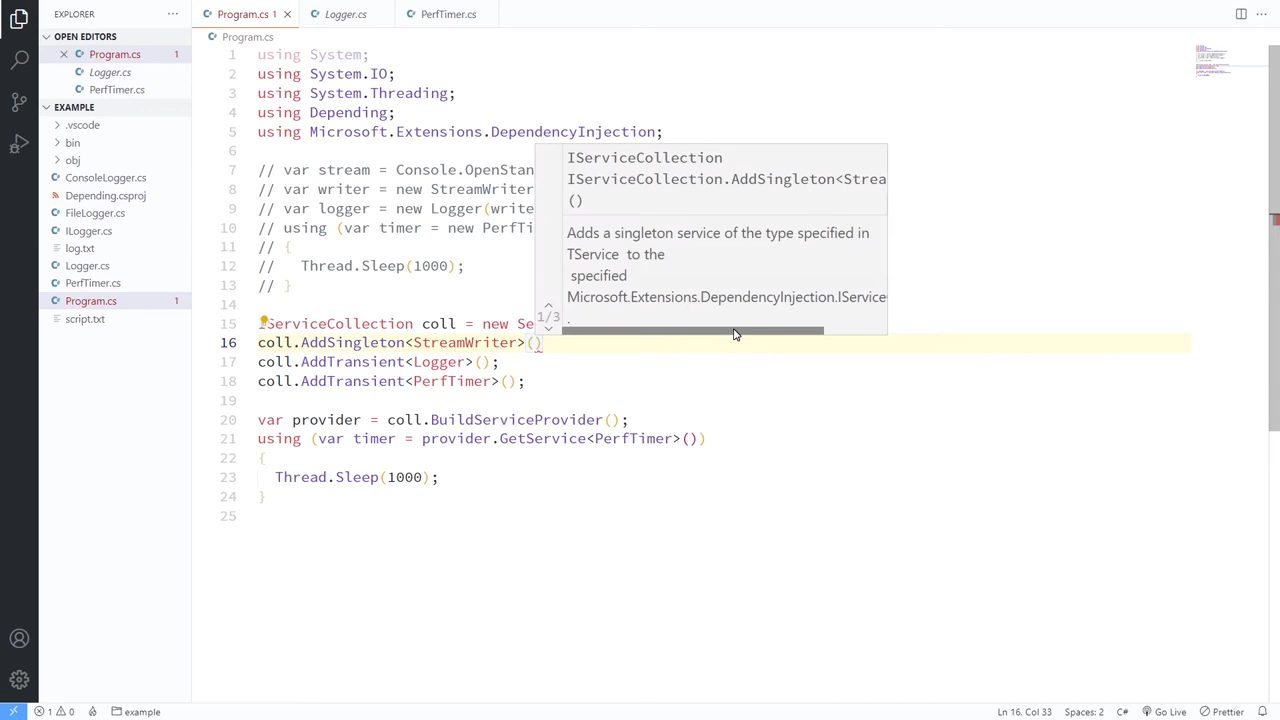 EXPLORER
OPEN EDITORS
Program.cs 1
Logger.cs
PerfTimer.cs
EXAMPLE
.vscode
bin
obj
ConsoleLogger.cs
Depending.csproj
FileLogger.cs
ILogger.cs
log.txt
Logger.cs
PerfTimer.cs
Program.cs 1
script.txt
Program.cs 1
Logger.cs
PerfTimer.cs
Program.cs
1 using System;
2 using System.IO;
3 using System.Threading;
4 using Depending;
5 using Microsoft.Extensions.DependencyInjection;
6
7 // var stream = Console.OpenStan
8 // var writer = new StreamWriter
9 // var logger = new Logger(write
10 // using (var timer = new PerfTi
11 // {
12 //   Thread.Sleep(1000);
13 // }
14
15 IServiceCollection coll = new Se
16 coll.AddSingleton<StreamWriter>()
17 coll.AddTransient<Logger>();
18 coll.AddTransient<PerfTimer>();
19
20 var provider = coll.BuildServiceProvider();
21 using (var timer = provider.GetService<PerfTimer>())
22 {
23   Thread.Sleep(1000);
24 }
25
IServiceCollection
IServiceCollection.AddSingleton<Strea
()
Adds a singleton service of the type specified in
TService to the
specified
Microsoft.Extensions.DependencyInjection.IService
.
1/3
1 0
example
Ln 16, Col 33
Spaces: 2
C#
Go Live
Prettier